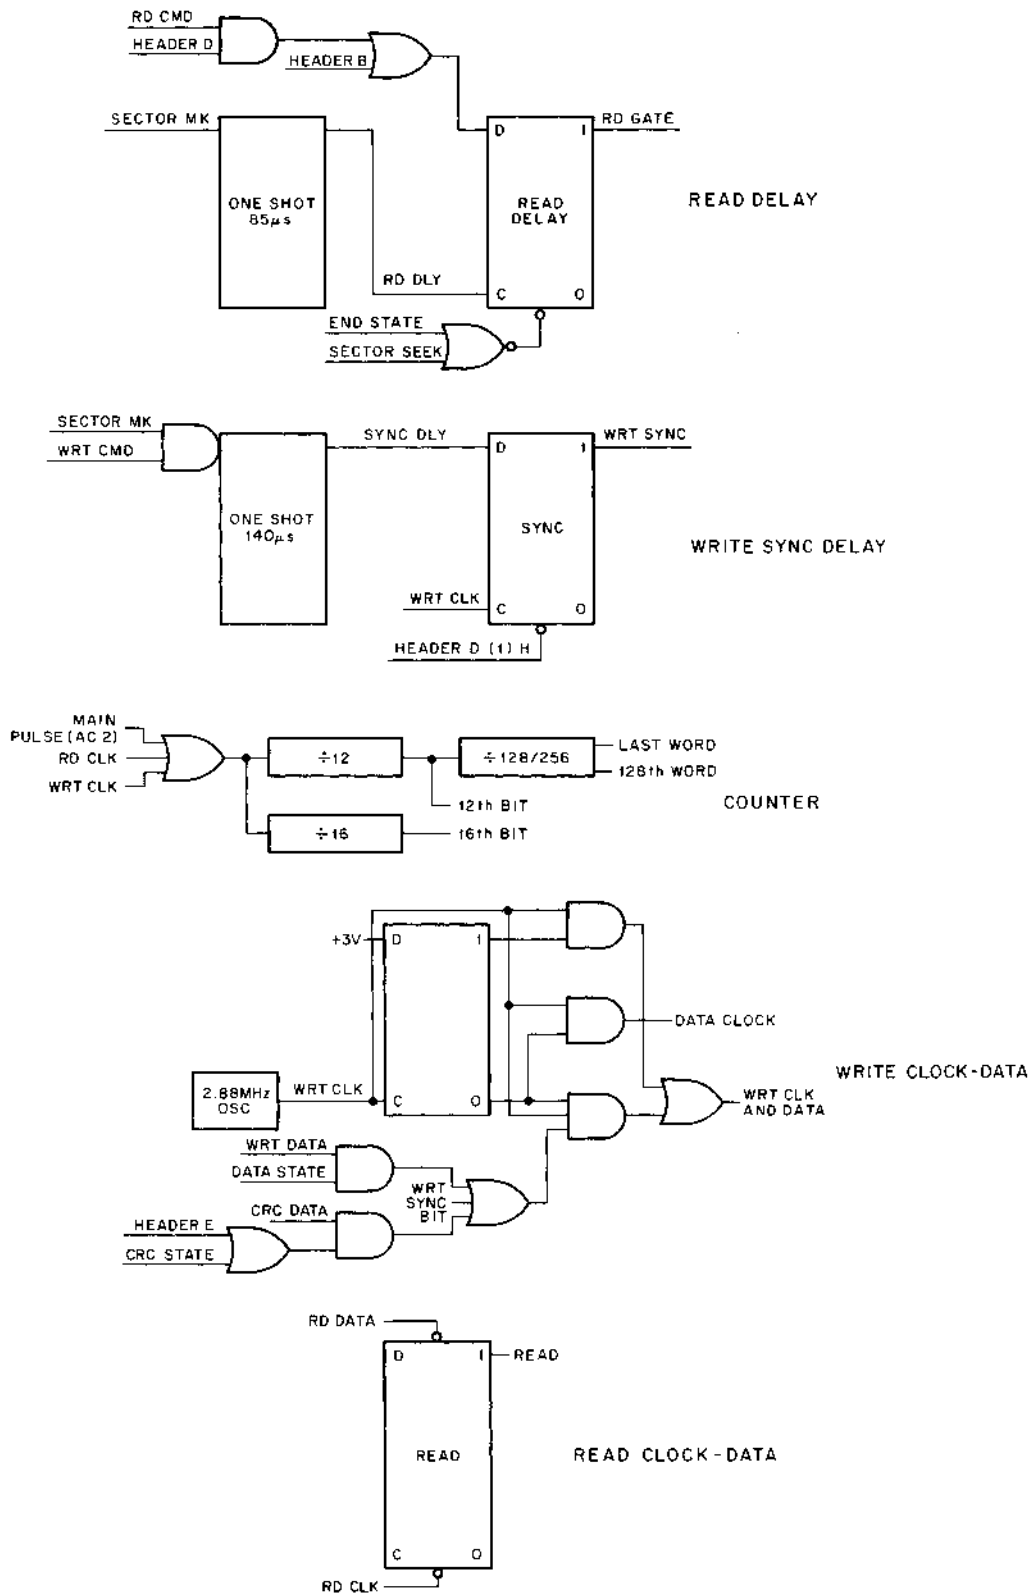 RD CMD
HEADER D
HEADER B
SECTOR MK
ONE SHOT
85µs
RD DLY
D
1
READ
DELAY
C
0
RD GATE
READ DELAY
END STATE
SECTOR SEEK
SECTOR MK
WRT CMD
ONE SHOT
140µs
SYNC DLY
D
1
SYNC
WRT CLK
C
0
WRT SYNC
WRITE SYNC DELAY
HEADER D (1) H
MAIN
PULSE (AC 2)
RD CLK
WRT CLK
÷12
÷128/256
LAST WORD
128th WORD
12th BIT
÷16
16th BIT
COUNTER
+3V
D
1
DATA CLOCK
2.88MHz
OSC
WRT CLK
C
0
WRT CLK
AND DATA
WRITE CLOCK-DATA
WRT DATA
DATA STATE
WRT
SYNC
BIT
CRC DATA
HEADER E
CRC STATE
RD DATA
D
1
READ
READ
READ CLOCK-DATA
C
0
RD CLK